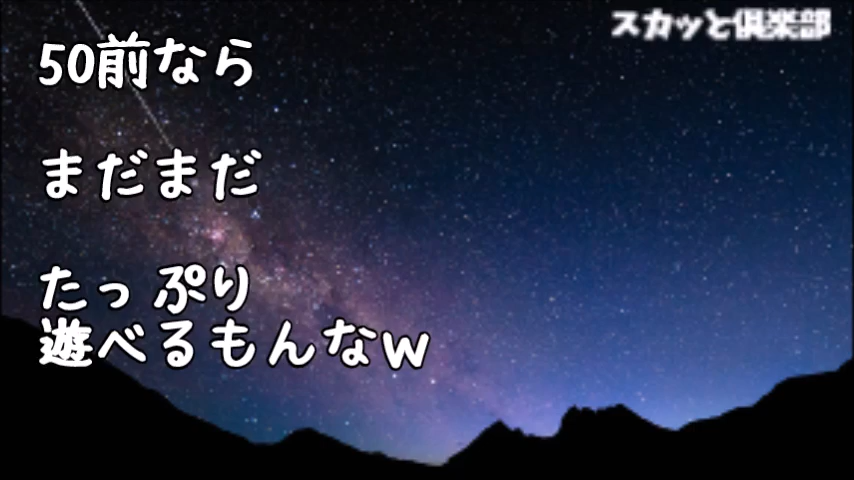 スカッと倶楽部
50前なら
まだまだ
たっぷり
遊べるもんなw